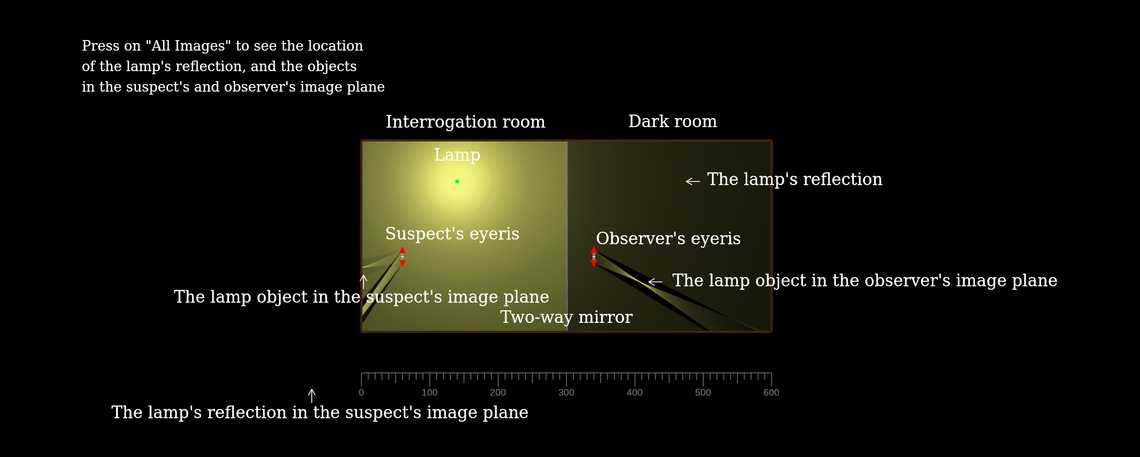 Press on "All Images" to see the location
of the lamp's reflection, and the objects
in the suspect's and observer's image plane
Interrogation room
Dark room
Lamp
The lamp's reflection
Suspect's eyeris
Observer's eyeris
The lamp object in the observer's image plane
The lamp object in the suspect's image plane
Two-way mirror
0 100 200 300 400 500 600
The lamp's reflection in the suspect's image plane